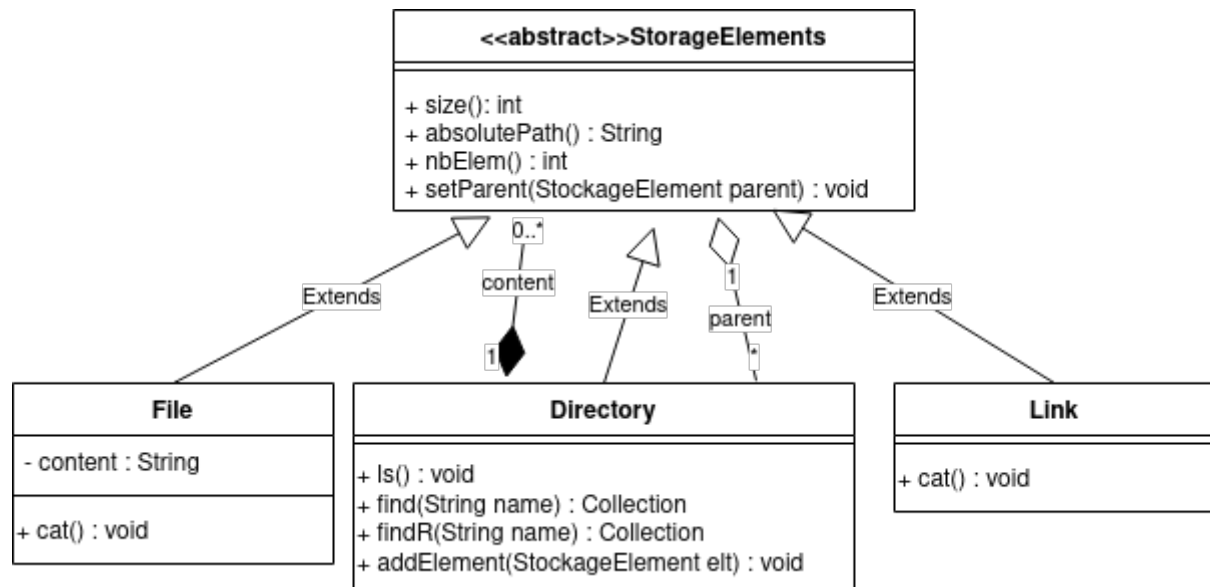 <<abstract>>StorageElements
+ size(): int
+ absolutePath() : String
+ nbElem() : int
+ setParent(StockageElement parent) : void
0..*
content
1
Extends
Extends
1
parent
*
Extends
File
- content : String
+ cat() : void
Directory
+ ls() : void
+ find(String name) : Collection
+ findR(String name) : Collection
+ addElement(StockageElement elt) : void
Link
+ cat() : void